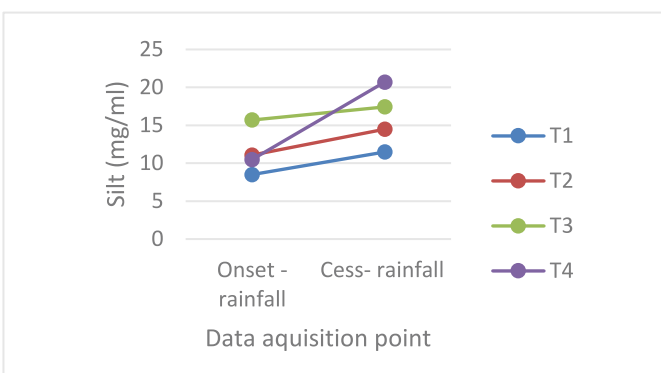 25
20
15
10
5
0
Silt (mg/ml)
Onset - rainfall
Cess- rainfall
Data aquisition point
T1
T2
T3
T4